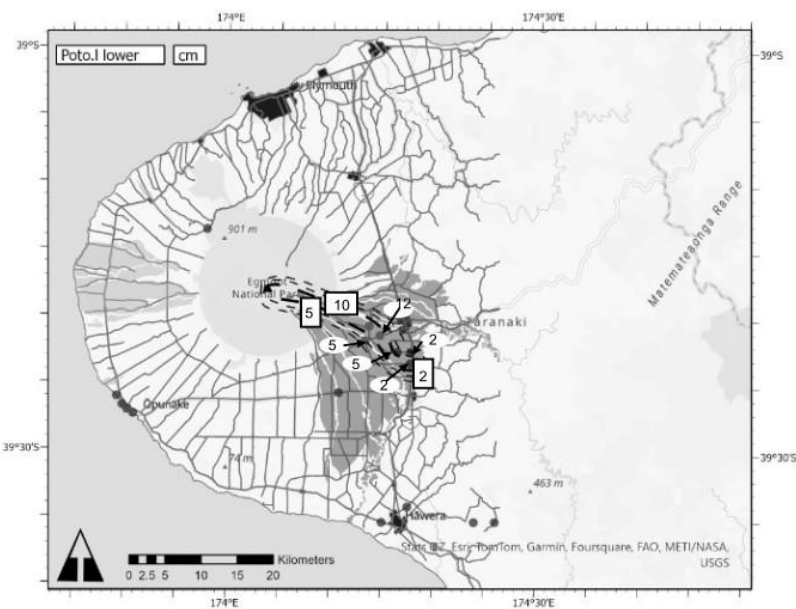 174°E
174°30'E
39°S
39°S
Poto.I lower
cm
Plymouth
901 m
Egmont
National Park
10
5
12
Taranaki
5
2
5
2
2
Matemateaonga Range
Opunake
39°30'S
39°30'S
74 m
463 m
Hāwera
Kilometers
0 2.5 5 10 15 20
Stats NZ, Esri, TomTom, Garmin, Foursquare, FAO, METI/NASA,
USGS
174°E
174°30'E